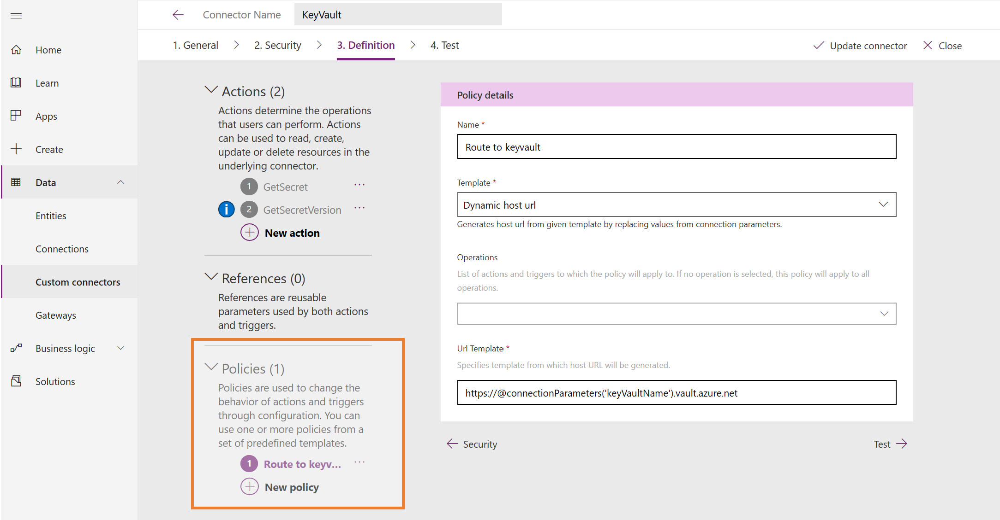 Connector Name
KeyVault
1. General
2. Security
3. Definition
4. Test
Update connector
Close
Home
Learn
Apps
Create
Data
Entities
Connections
Custom connectors
Gateways
Business logic
Solutions
Actions (2)
Actions determine the operations
that users can perform. Actions
can be used to read, create,
update or delete resources in the
underlying connector.
1 GetSecret ...
i 2 GetSecretVersion ...
New action
References (0)
References are reusable
parameters used by both actions
and triggers.
Policies (1)
Policies are used to change the
behavior of actions and triggers
through configuration. You can
use one or more policies from a
set of predefined templates.
1 Route to keyv... ...
New policy
Policy details
Name *
Route to keyvault
Template *
Dynamic host url
Generates host url from given template by replacing values from connection parameters.
Operations
List of actions and triggers to which the policy will apply to. If no operation is selected, this policy will apply to all
operations.
Url Template *
Specifies template from which host URL will be generated.
https://@connectionParameters('keyVaultName').vault.azure.net
Security
Test